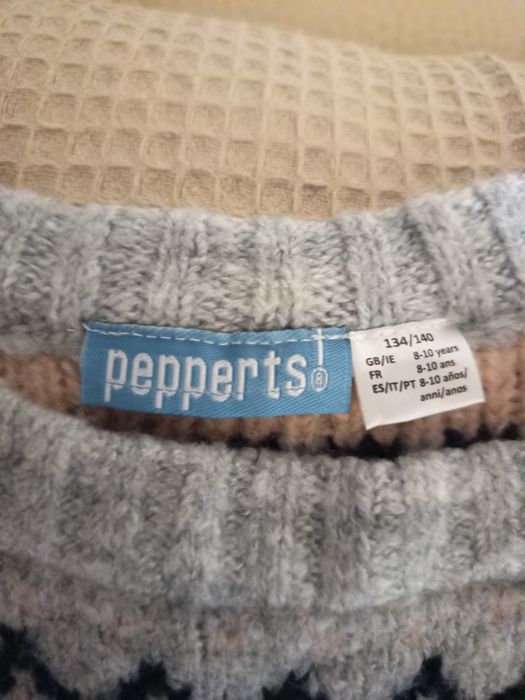 pepperts!®
134/140
GB/IE 8-10 years
FR 8-10 ans
ES/IT/PT 8-10 años/
anni/anos